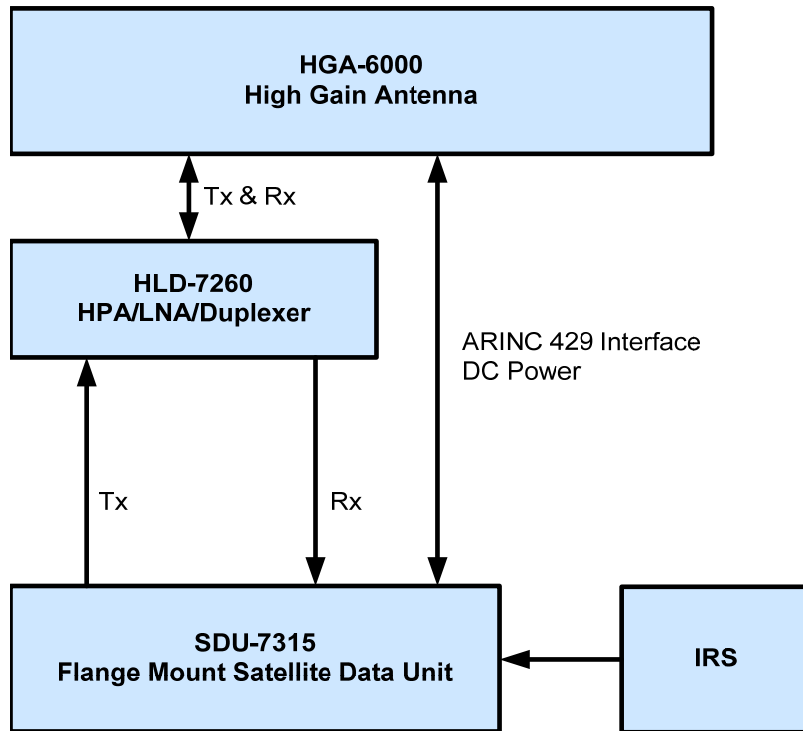 HGA-6000
High Gain Antenna
Tx & Rx
HLD-7260
HPA/LNA/Duplexer
ARINC 429 Interface
DC Power
Tx
Rx
SDU-7315
Flange Mount Satellite Data Unit
IRS